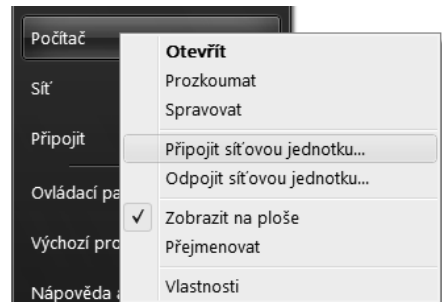 Počítač
Síť
Připojit
Ovládací pa
Výchozí pro
Nápověda a
Otevřít
Prozkoumat
Spravovat
Připojit síťovou jednotku...
Odpojit síťovou jednotku...
Zobrazit na ploše
Přejmenovat
Vlastnosti